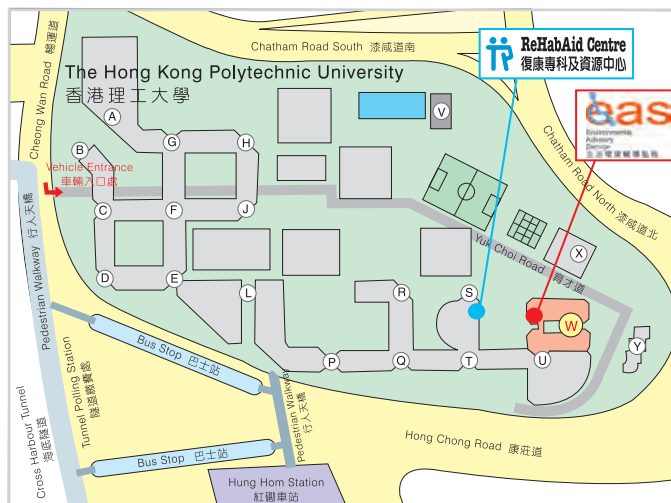 Cheong Wan Road 暢運道
Chatham Road South 漆咸道南
ReHabAid Centre
復康專科及資源中心
The Hong Kong Polytechnic University
香港理工大學
eas
Environmental
Advisory
Service
A
V
G
H
B
Vehicle Entrance
車輛入口處
Chatham Road North 漆咸道北
C
F
J
Yuk Choi Road 育才道
X
Pedestrian Walkway 行人天橋
D
E
L
R
S
W
Y
Bus Stop 巴士站
P
Q
T
U
Tunnel Polling Station
隧道繳費處
Pedestrian Walkway
行人天橋
Cross Harbour Tunnel
海底隧道
Bus Stop 巴士站
Hong Chong Road 康莊道
Hung Hom Station
紅磡車站